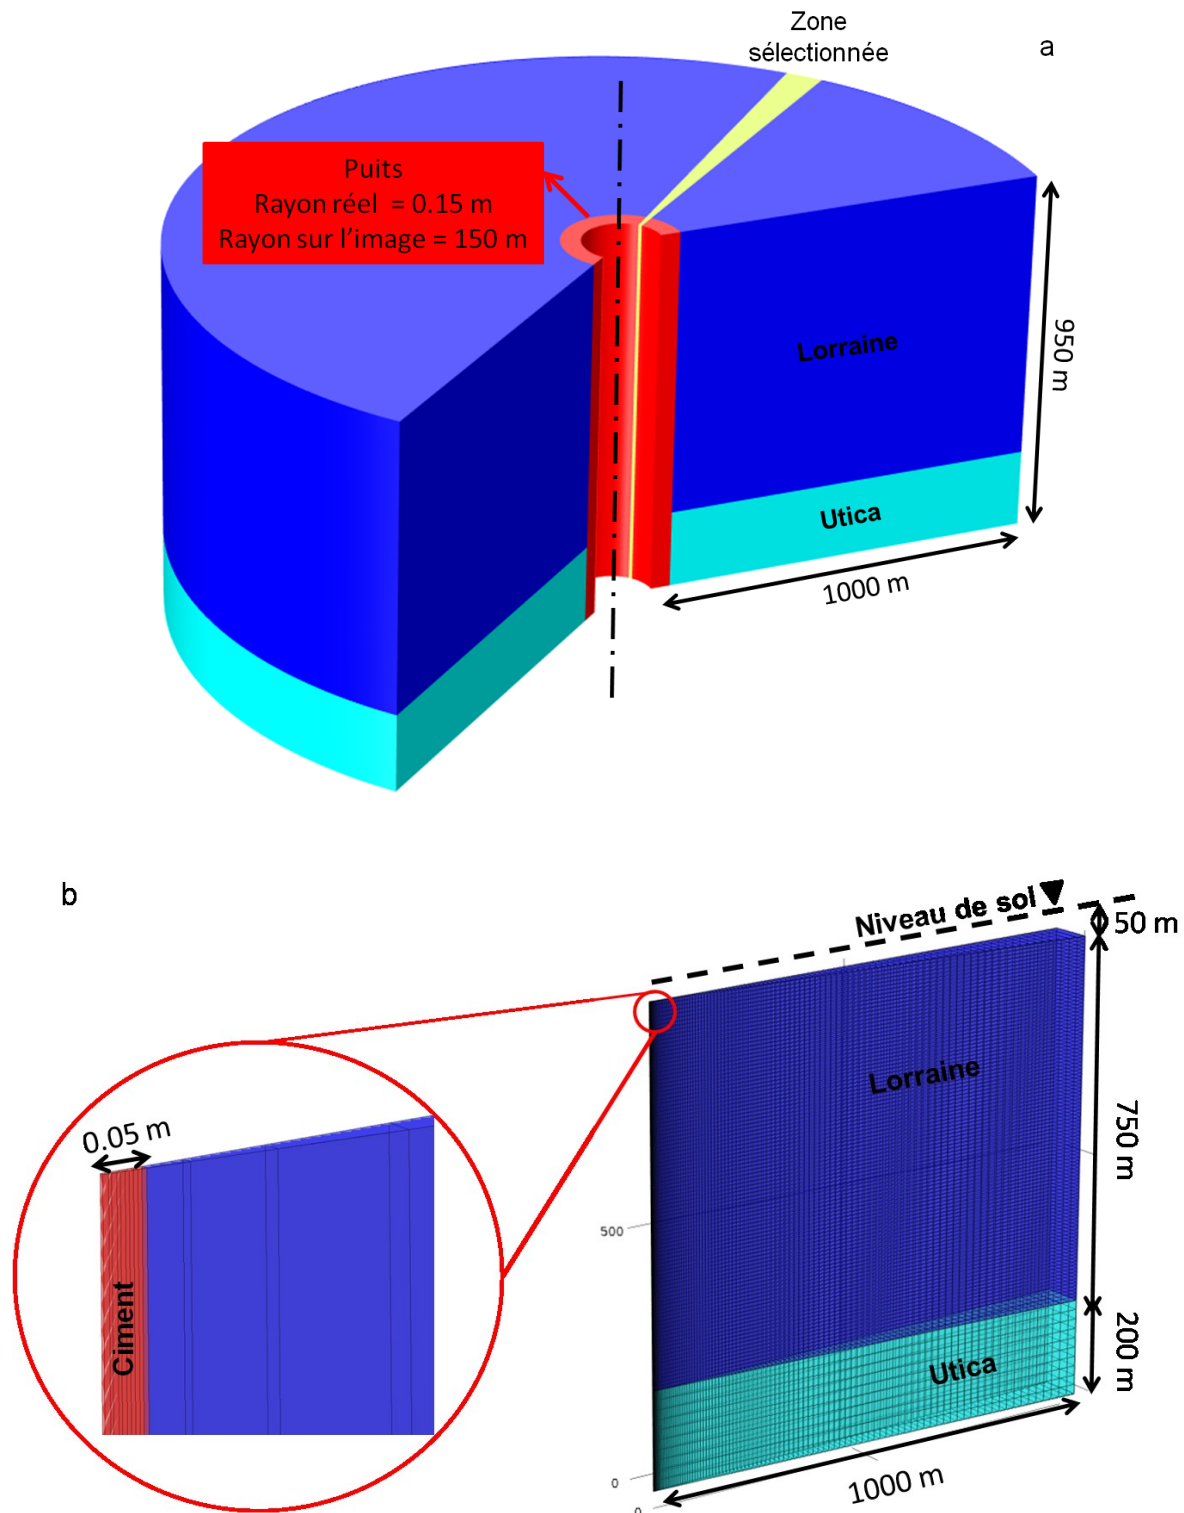 Zone
sélectionnée
a
Puits
Rayon réel = 0.15 m
Rayon sur l'image = 150 m
Lorraine
950 m
Utica
1000 m
b
Niveau de sol
50 m
Lorraine
0.05 m
750 m
500
Ciment
200 m
Utica
0
1000 m
0